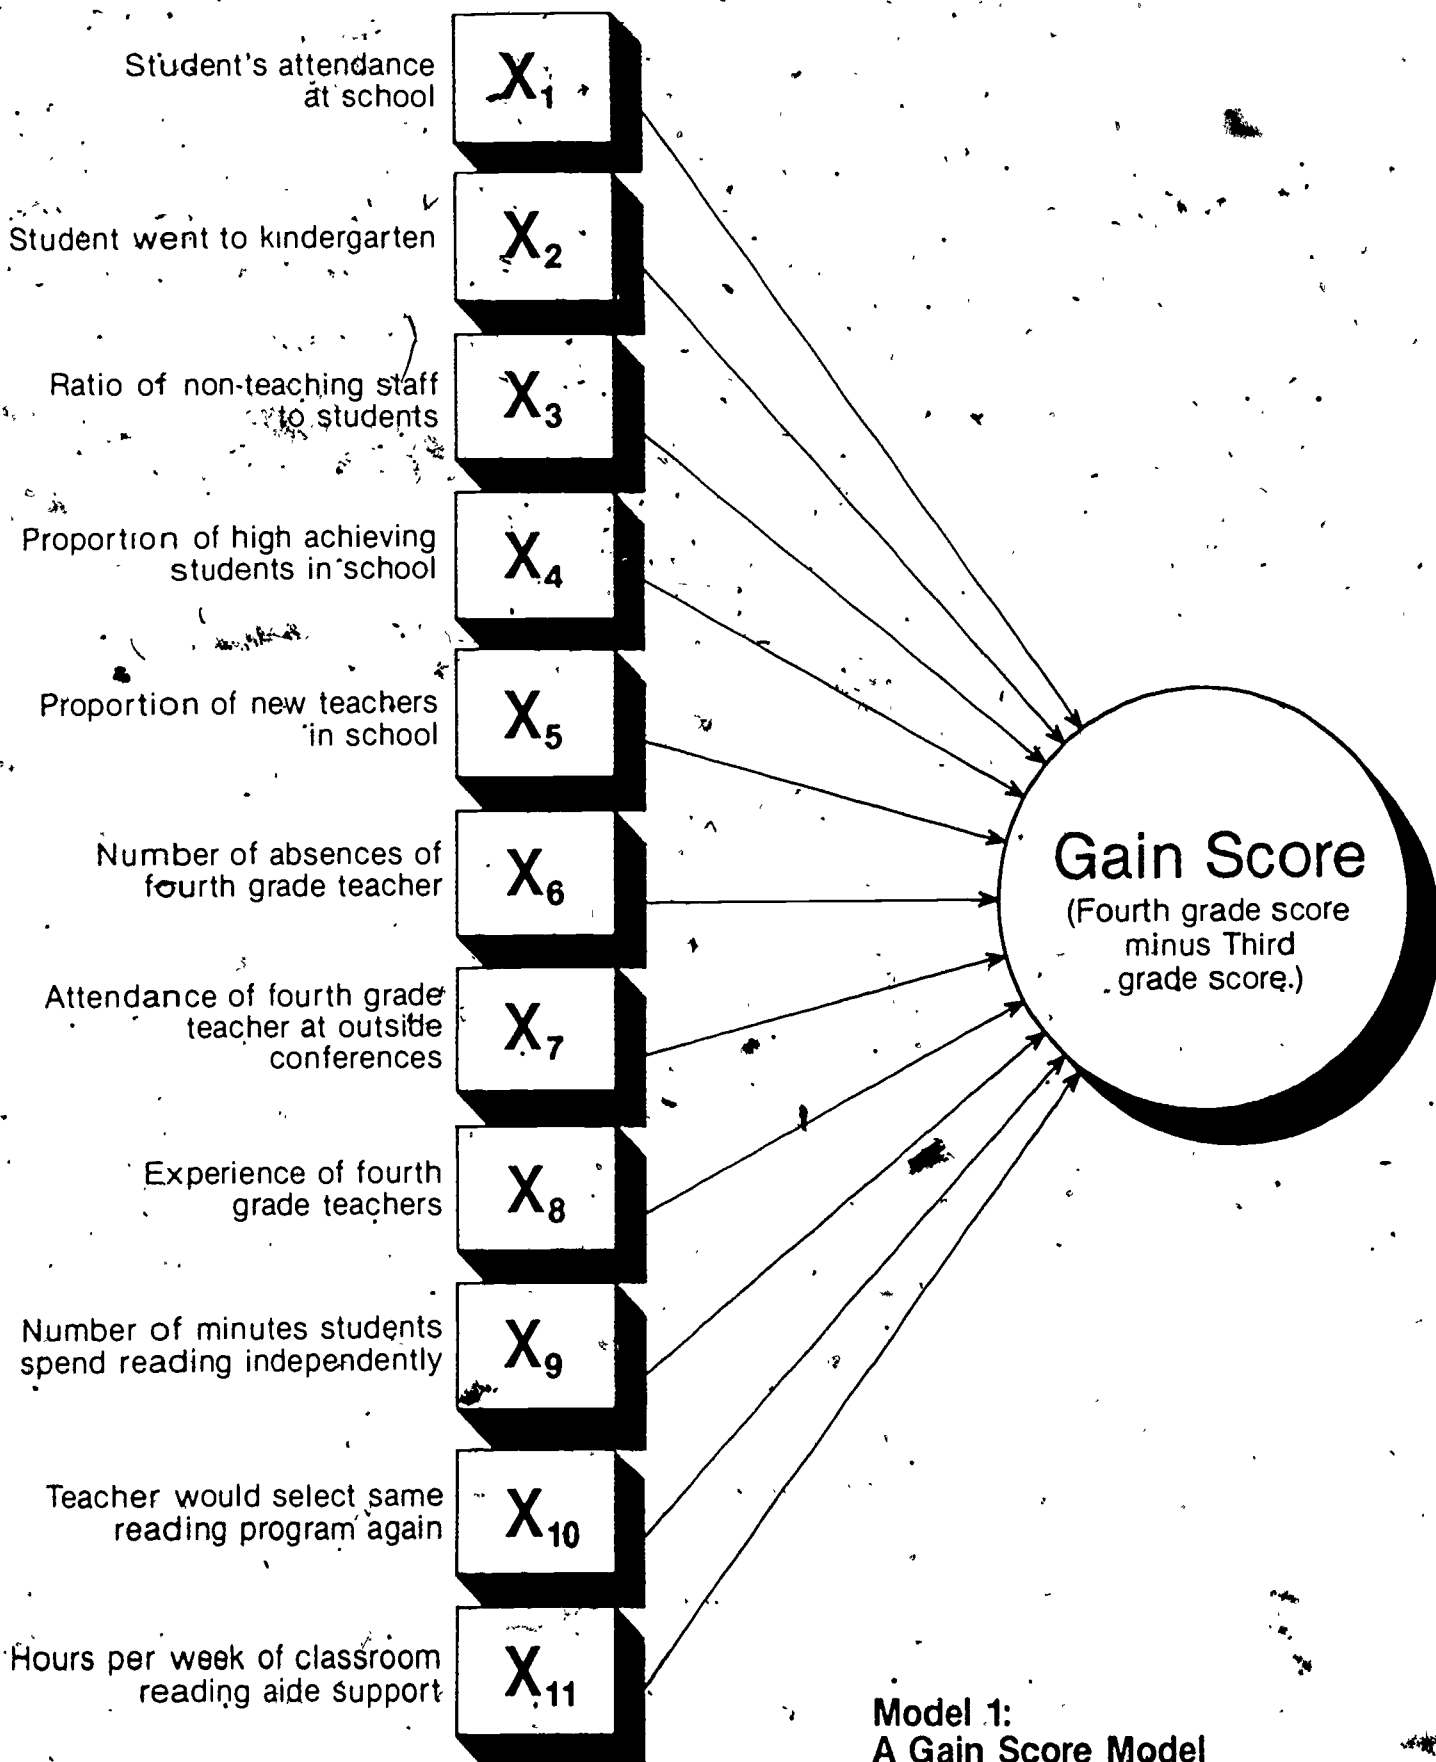 Student's attendance
at school
X1
Student went to kindergarten
X2
Ratio of non-teaching staff
to students
X3
Proportion of high achieving
students in school
X4
Proportion of new teachers
in school
X5
Number of absences of
fourth grade teacher
X6
Attendance of fourth grade
teacher at outside
conferences
X7
Experience of fourth
grade teachers
X8
Number of minutes students
spend reading independently
X9
Teacher would select same
reading program again
X10
Hours per week of classroom
reading aide support
X11
Gain Score
(Fourth grade score
minus Third
grade score.)
Model 1:
A Gain Score Model